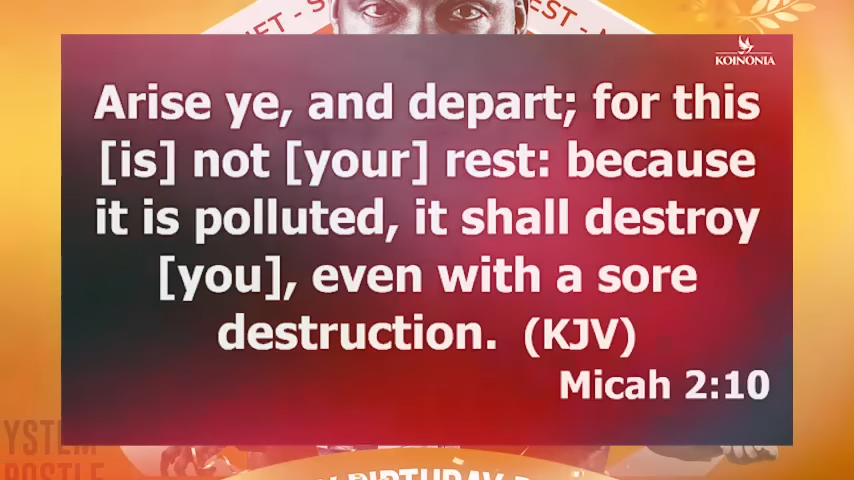 KOINONIA
Arise ye, and depart; for this
[is] not [your] rest: because
it is polluted, it shall destroy
[you], even with a sore
destruction. (KJV)
Micah 2:10